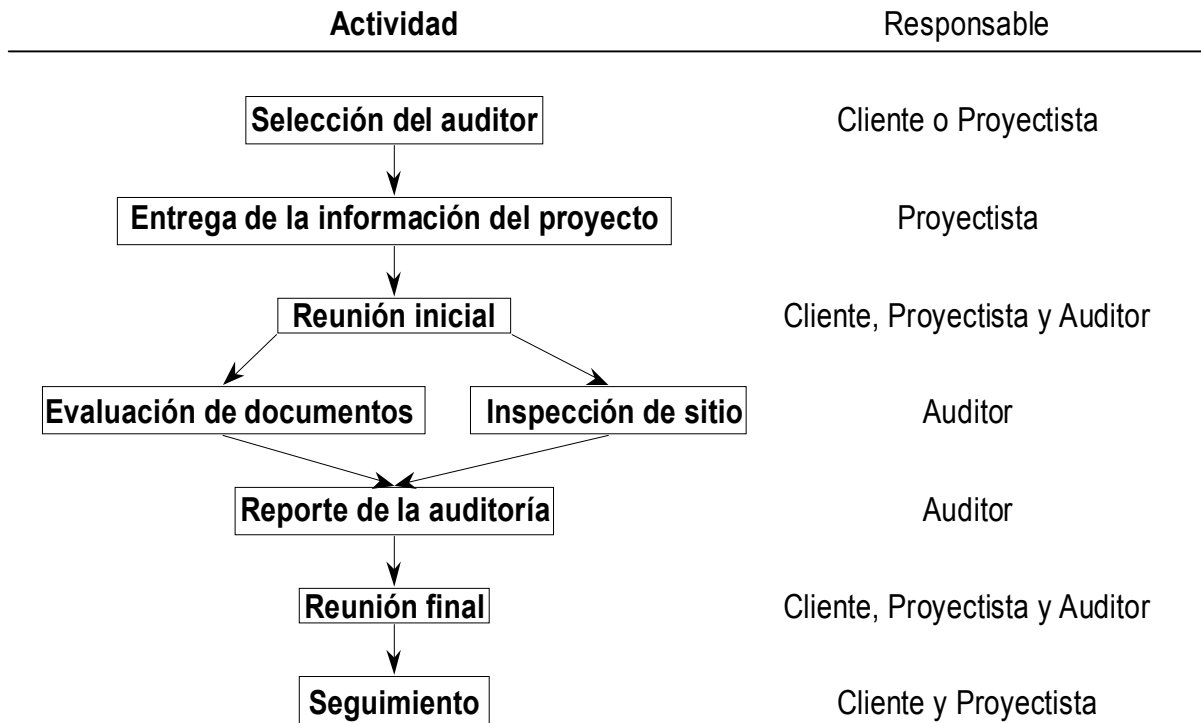 Actividad Responsable
Selección del auditor Cliente o Proyectista
Entrega de la información del proyecto Proyectista
Reunión inicial Cliente, Proyectista y Auditor
Evaluación de documentos Inspección de sitio Auditor
Reporte de la auditoría Auditor
Reunión final Cliente, Proyectista y Auditor
Seguimiento Cliente y Proyectista